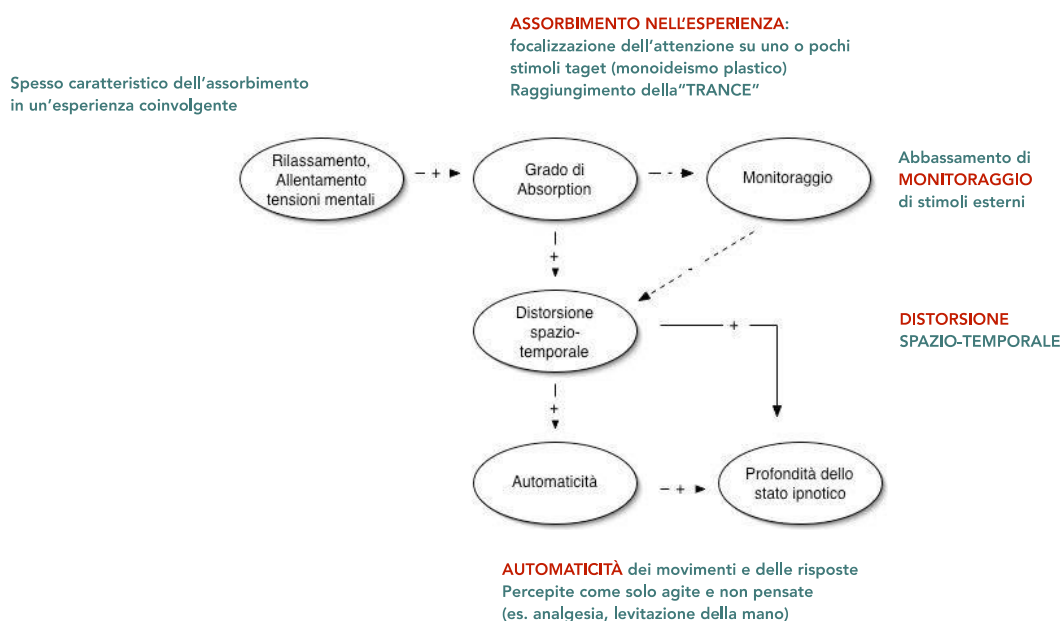 ASSORBIMENTO NELL'ESPERIENZA:
focalizzazione dell'attenzione su uno o pochi
stimoli taget (monoideismo plastico)
Raggiungimento della"TRANCE"
Spesso caratteristico dell'assorbimento
in un'esperienza coinvolgente
Rilassamento,
Allentamento
tensioni mentali
+
Grado di
Absorption
-
Monitoraggio
Abbassamento di
MONITORAGGIO
di stimoli esterni
+
-
Distorsione
spazio-
temporale
+
DISTORSIONE
SPAZIO-TEMPORALE
+
Automaticità
+
Profondità dello
stato ipnotico
AUTOMATICITÀ dei movimenti e delle risposte
Percepite come solo agite e non pensate
(es. analgesia, levitazione della mano)